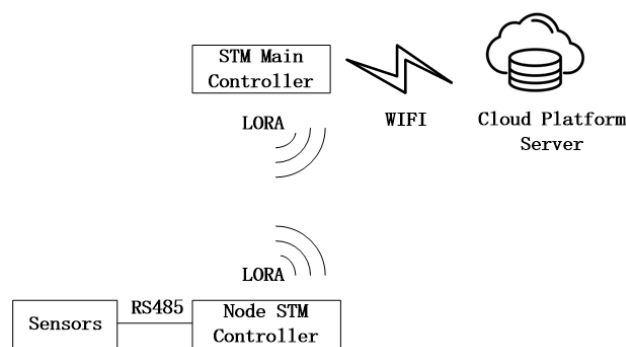 STM Main
Controller
LORA
WIFI
Cloud Platform
Server
LORA
RS485
Sensors
Node STM
Controller